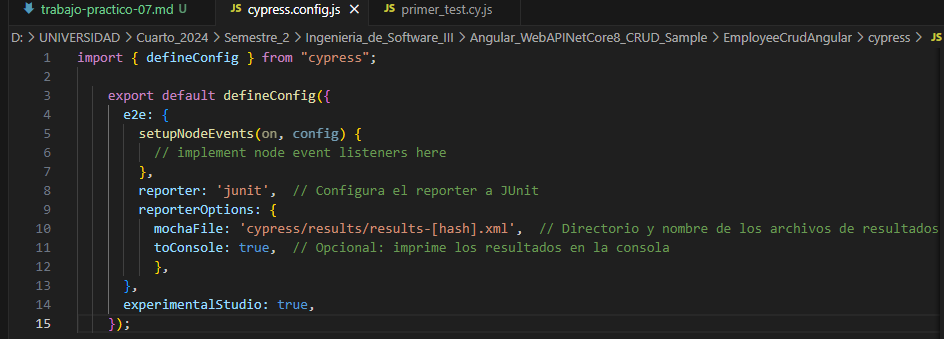 trabajo-practico-07.md U JS cypress.config.js X JS primer_test.cy.js
D: > UNIVERSIDAD > Cuarto_2024 > Semestre_2 > Ingenieria_de_Software_III > Angular_WebAPINetCore8_CRUD_Sample > EmployeeCrudAngular > cypress > JS
1 import { defineConfig } from "cypress";
2
3 export default defineConfig({
4 e2e: {
5 setupNodeEvents(on, config) {
6 // implement node event listeners here
7 },
8 reporter: 'junit', // Configura el reporter a JUnit
9 reporterOptions: {
10 mochaFile: 'cypress/results/results-[hash].xml', // Directorio y nombre de los archivos de resultados
11 toConsole: true, // Opcional: imprime los resultados en la consola
12 },
13 },
14 experimentalStudio: true,
15 });